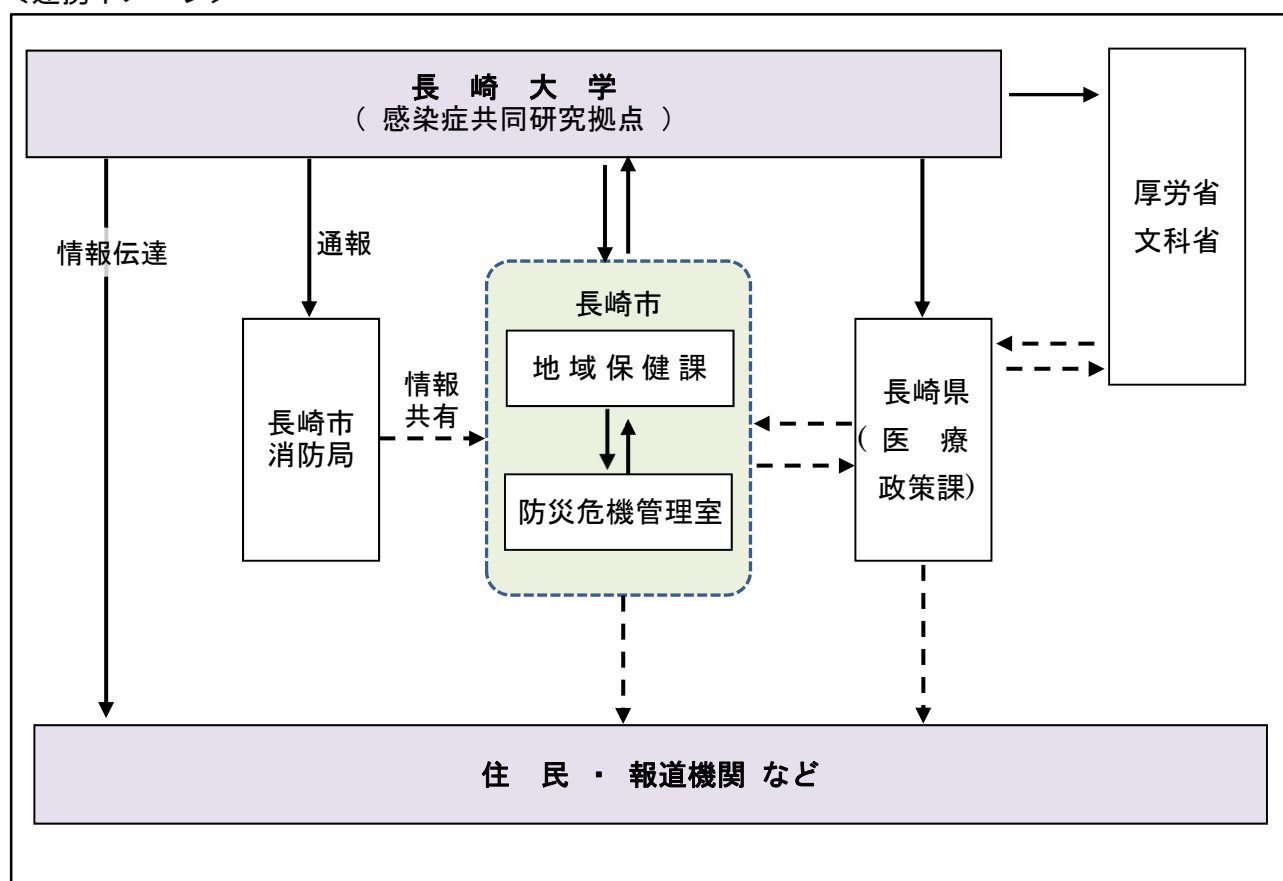 長 崎 大 学
( 感染症共同研究拠点 )
厚労省
文科省
情報伝達
通報
長崎市
地 域 保 健 課
防災危機管理室
情報
共有
長崎市
消防局
長崎県
( 医 療
政策課)
住 民 ・ 報道機関 など